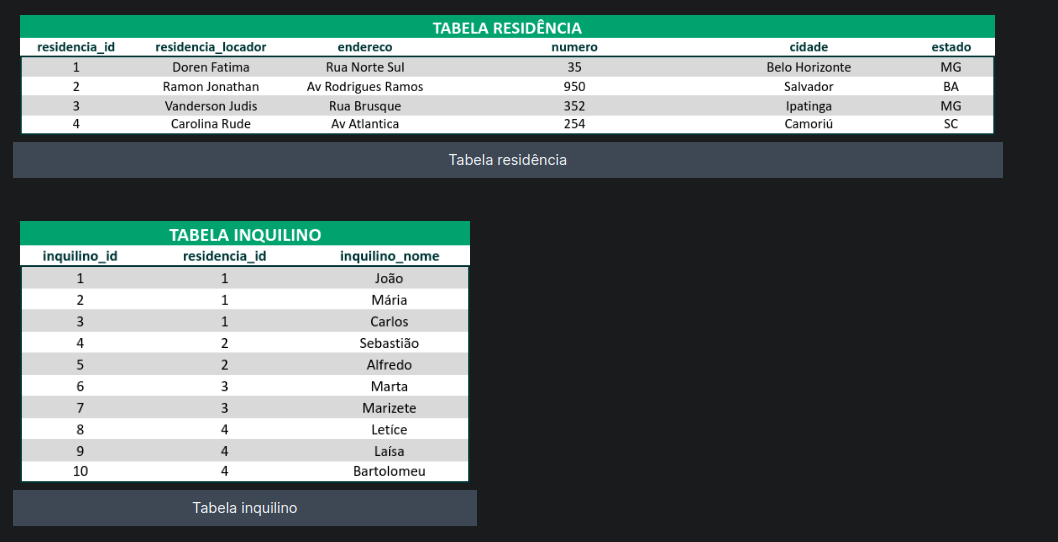 TABELA RESIDÊNCIA
residencia_id residencia_locador endereco numero cidade estado
1 Doren Fatima Rua Norte Sul 35 Belo Horizonte MG
2 Ramon Jonathan Av Rodrigues Ramos 950 Salvador BA
3 Vanderson Judis Rua Brusque 352 Ipatinga MG
4 Carolina Rude Av Atlantica 254 Camoriú SC
Tabela residência
TABELA INQUILINO
inquilino_id residencia_id inquilino_nome
1 1 João
2 1 Mária
3 1 Carlos
4 2 Sebastião
5 2 Alfredo
6 3 Marta
7 3 Marizete
8 4 Letíce
9 4 Laísa
10 4 Bartolomeu
Tabela inquilino